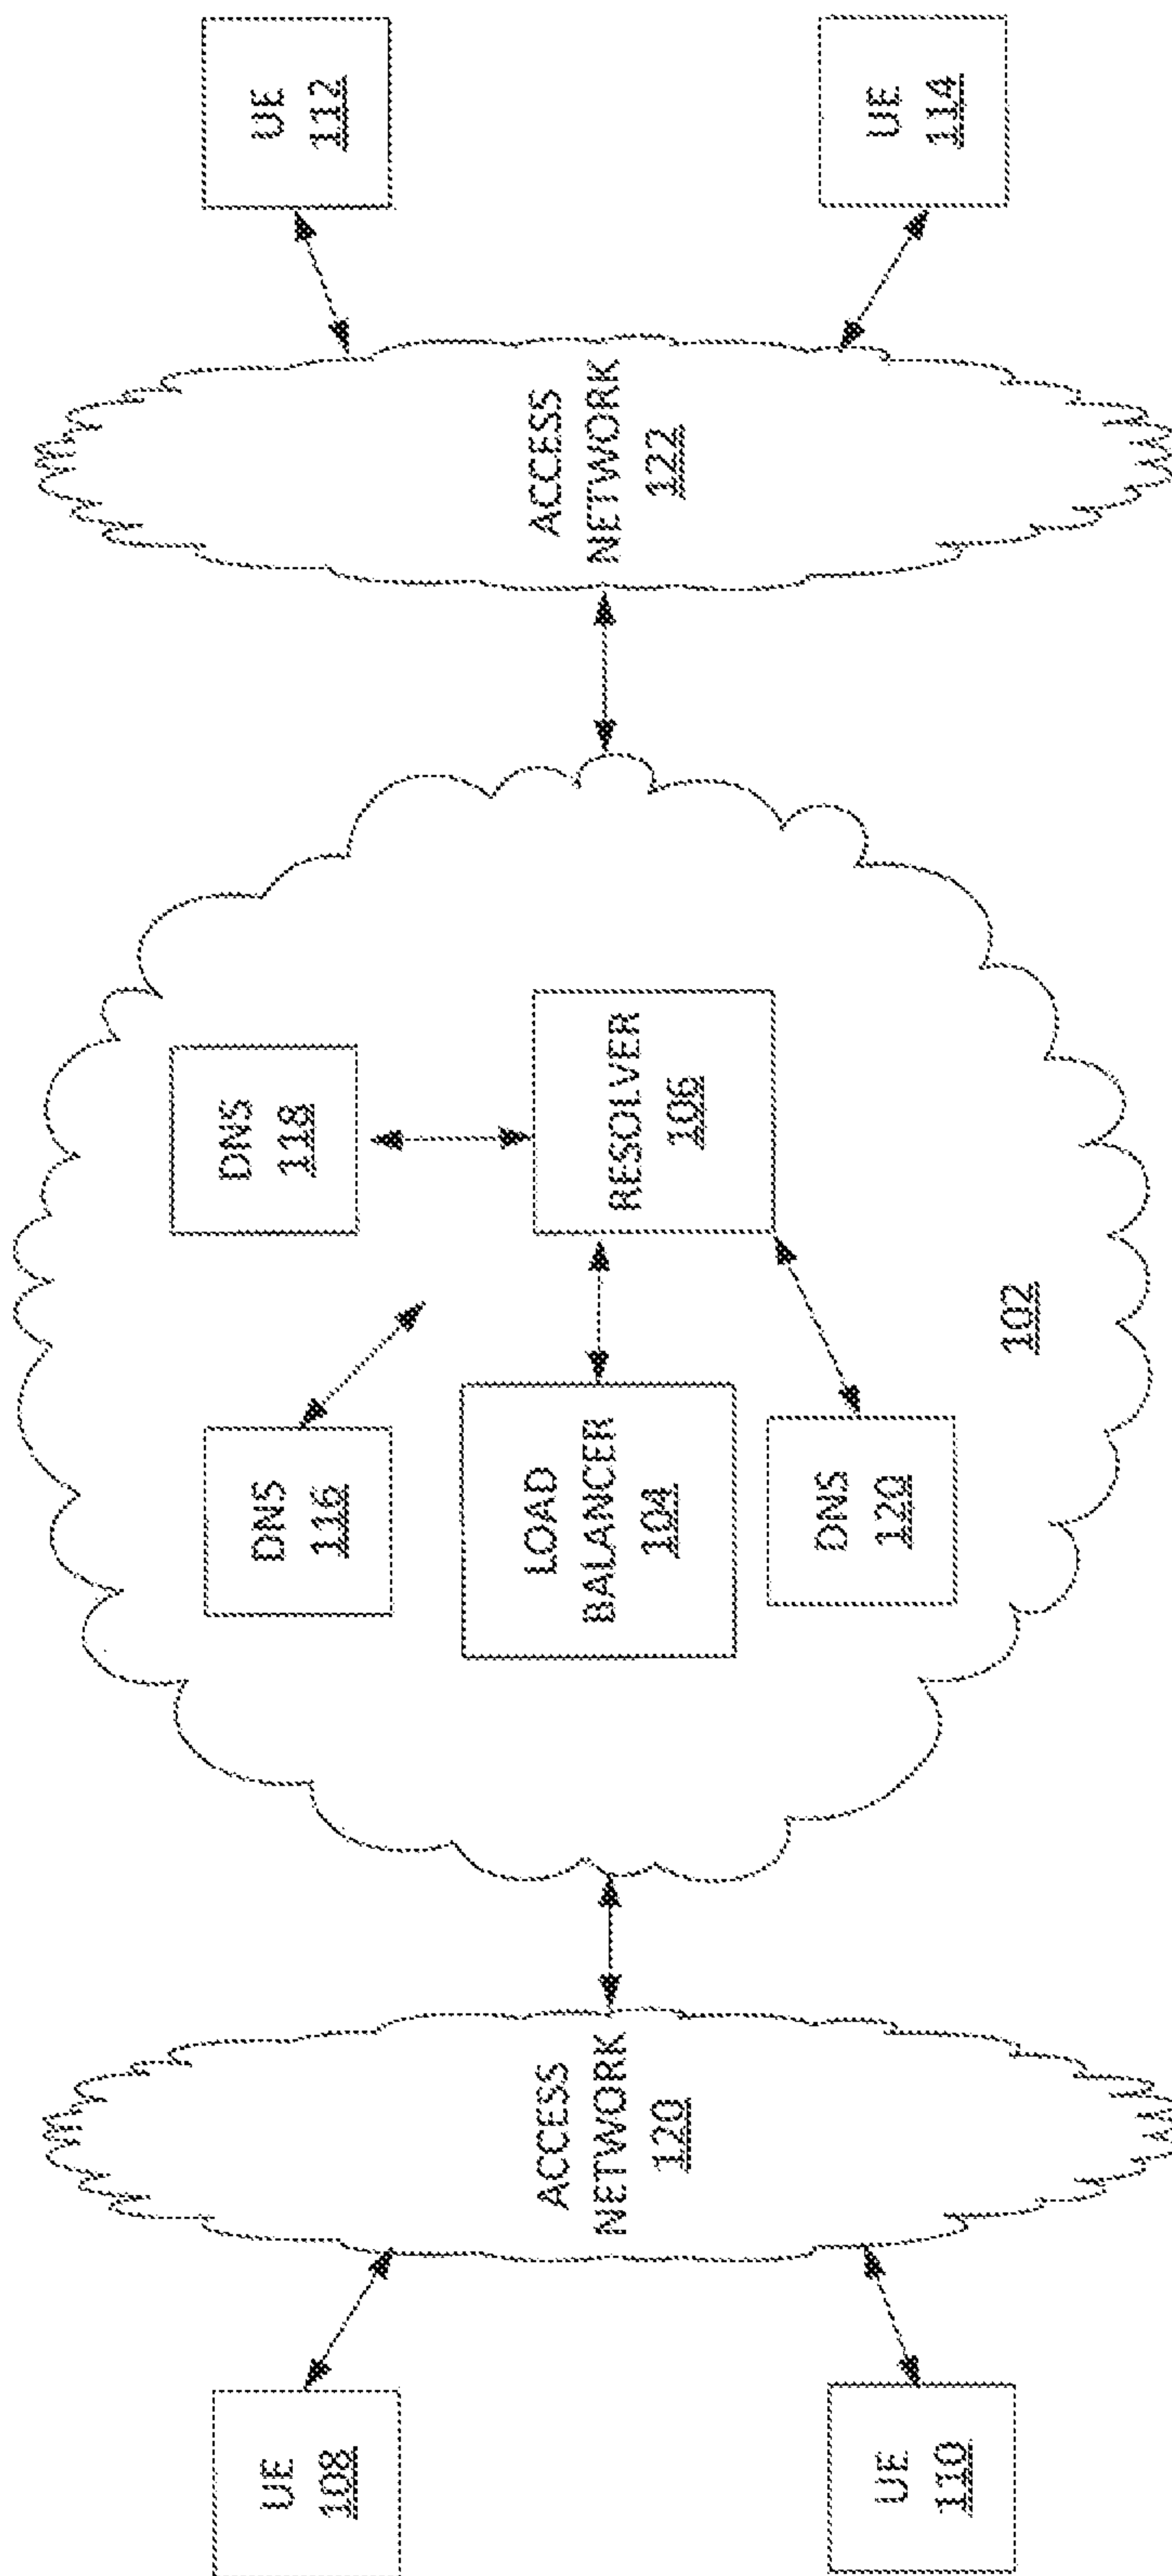 UE
108
UE
110
ACCESS
NETWORK
120
DNS
116
LOAD
BALANCER
104
DNS
120
DNS
118
RESOLVER
106
102
ACCESS
NETWORK
122
UE
112
UE
114